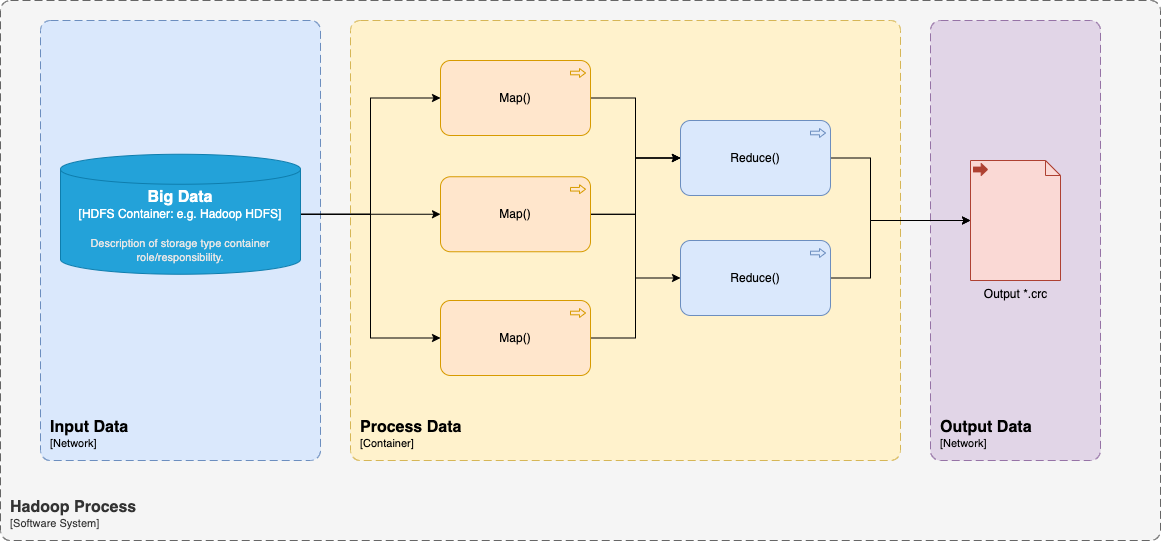 Big Data
[HDFS Container: e.g. Hadoop HDFS]
Description of storage type container
role/responsibility.
Input Data
[Network]
Map()
Map()
Map()
Reduce()
Reduce()
Process Data
[Container]
Output *.crc
Output Data
[Network]
Hadoop Process
[Software System]